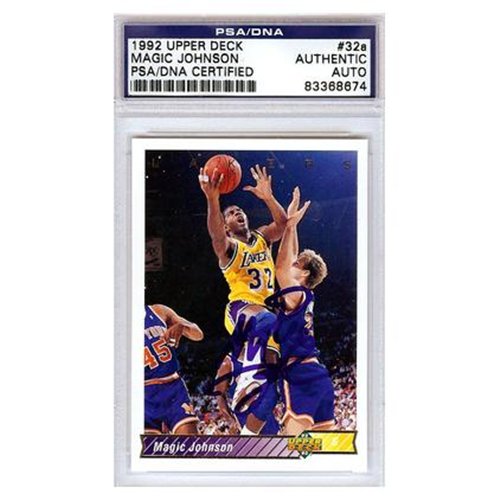 PSA/DNA
1992 UPPER DECK #32a
MAGIC JOHNSON AUTHENTIC
PSA/DNA CERTIFIED AUTO
83368674
LAKERS
LAKERS
32
45
Magic Johnson
UPPER DECK